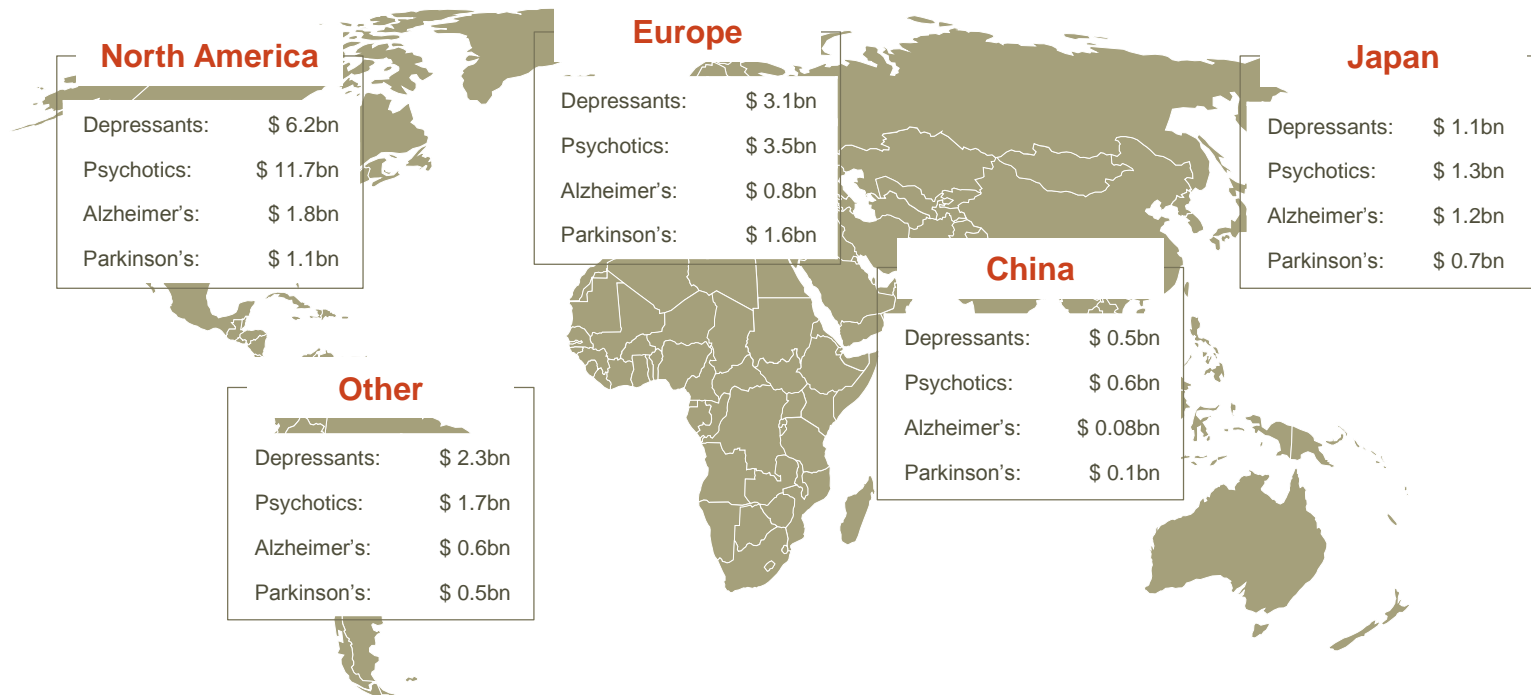 North America
Depressants: $ 6.2bn
Psychotics: $ 11.7bn
Alzheimer's: $ 1.8bn
Parkinson's: $ 1.1bn
Europe
Depressants: $ 3.1bn
Psychotics: $ 3.5bn
Alzheimer's: $ 0.8bn
Parkinson's: $ 1.6bn
Japan
Depressants: $ 1.1bn
Psychotics: $ 1.3bn
Alzheimer's: $ 1.2bn
Parkinson's: $ 0.7bn
China
Depressants: $ 0.5bn
Psychotics: $ 0.6bn
Alzheimer's: $ 0.08bn
Parkinson's: $ 0.1bn
Other
Depressants: $ 2.3bn
Psychotics: $ 1.7bn
Alzheimer's: $ 0.6bn
Parkinson's: $ 0.5bn